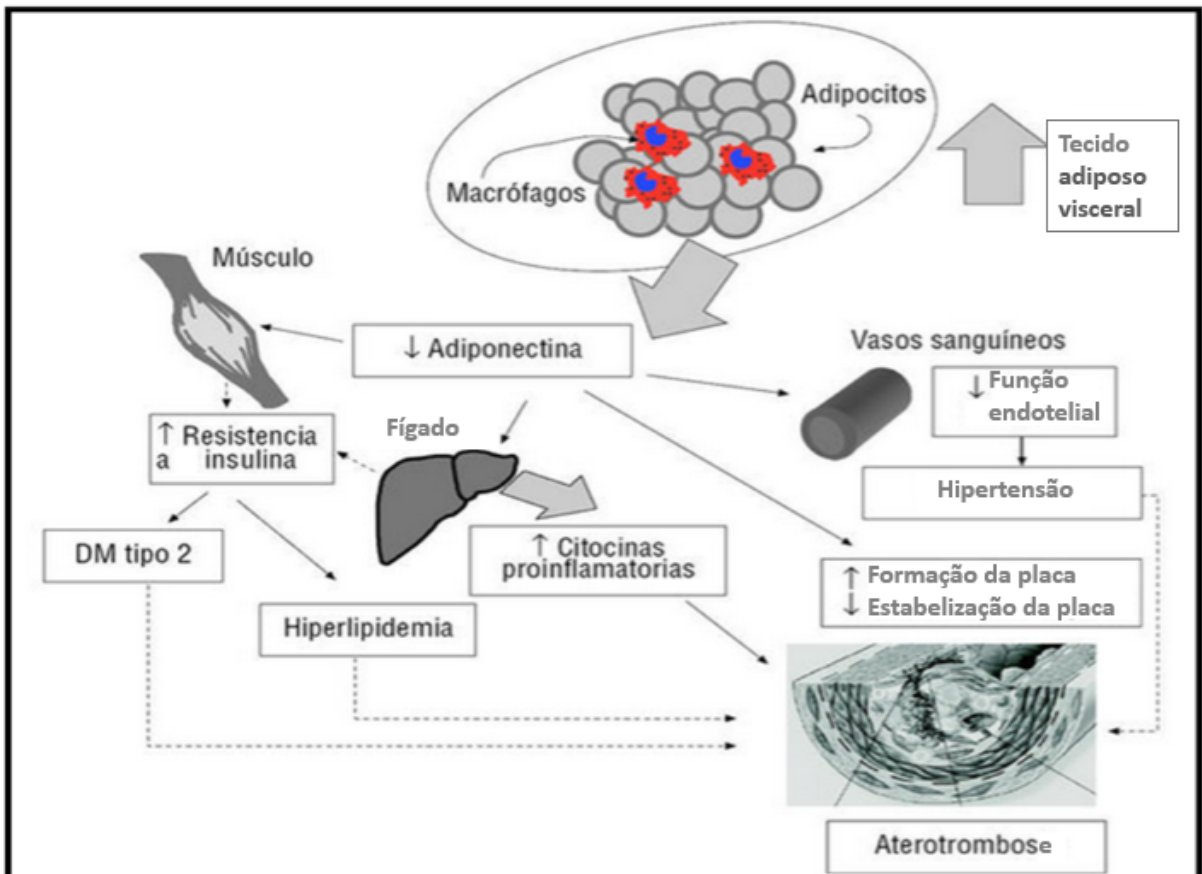 Adipocitos
Macrófagos
Tecido
adiposo
visceral
Músculo
↓ Adiponectina
Vasos sanguíneos
↓ Função
endotelial
Hipertensão
↑ Resistencia
a insulina
Fígado
DM tipo 2
Hiperlipidemia
↑ Citocinas
proinflamatorias
↑ Formação da placa
↓ Estabelização da placa
Aterotrombose